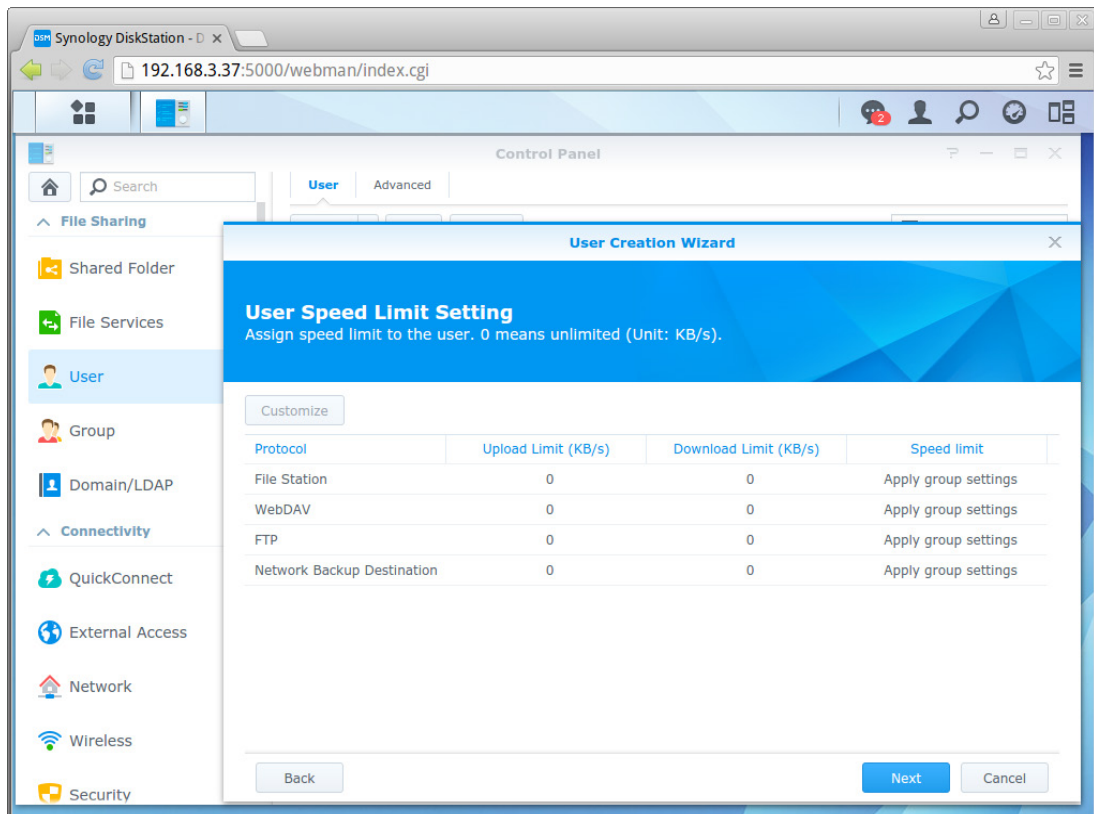 DSM Synology DiskStation - D
192.168.3.37:5000/webman/index.cgi
2
Control Panel
Search
User Advanced
File Sharing
Shared Folder
File Services
User
Group
Domain/LDAP
Connectivity
QuickConnect
External Access
Network
Wireless
Security
User Creation Wizard
User Speed Limit Setting
Assign speed limit to the user. 0 means unlimited (Unit: KB/s).
Customize
Protocol Upload Limit (KB/s) Download Limit (KB/s) Speed limit
File Station 0 0 Apply group settings
WebDAV 0 0 Apply group settings
FTP 0 0 Apply group settings
Network Backup Destination 0 0 Apply group settings
Back Next Cancel